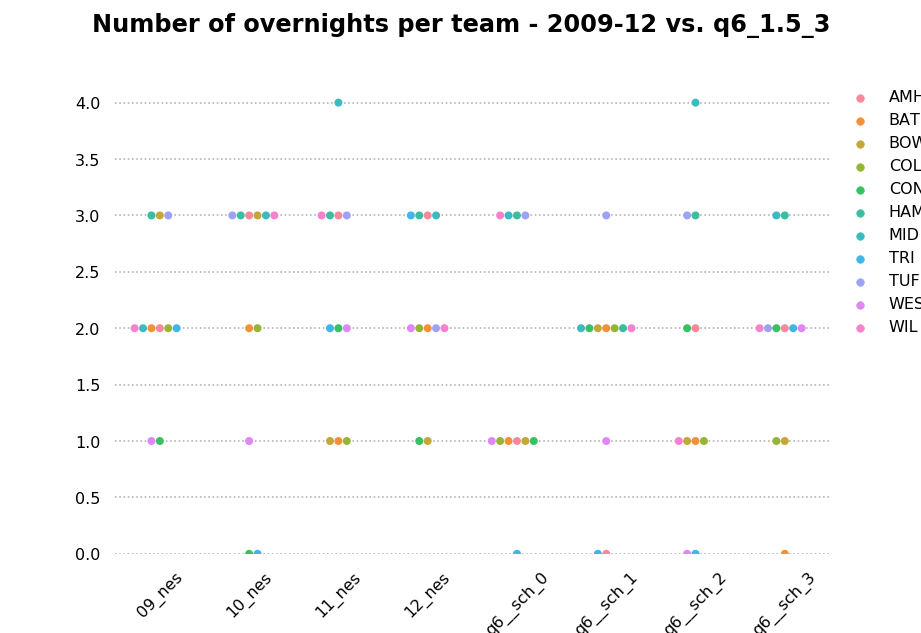 Number of overnights per team - 2009-12 vs. q6_1.5_3
4.0
3.5
3.0
2.5
2.0
1.5
1.0
0.5
0.0
09_nes
10_nes
11_nes
12_nes
q6__sch_0
q6__sch_1
q6__sch_2
q6__sch_3
AMH
BAT
BOW
COL
CON
HAM
MID
TRI
TUF
WES
WIL